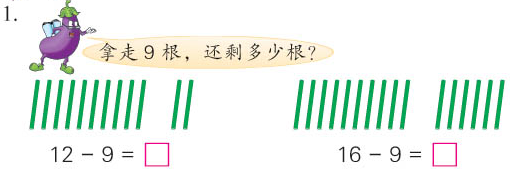 1.
拿走9根，还剩多少根？
12 - 9 = □
16 - 9 = □